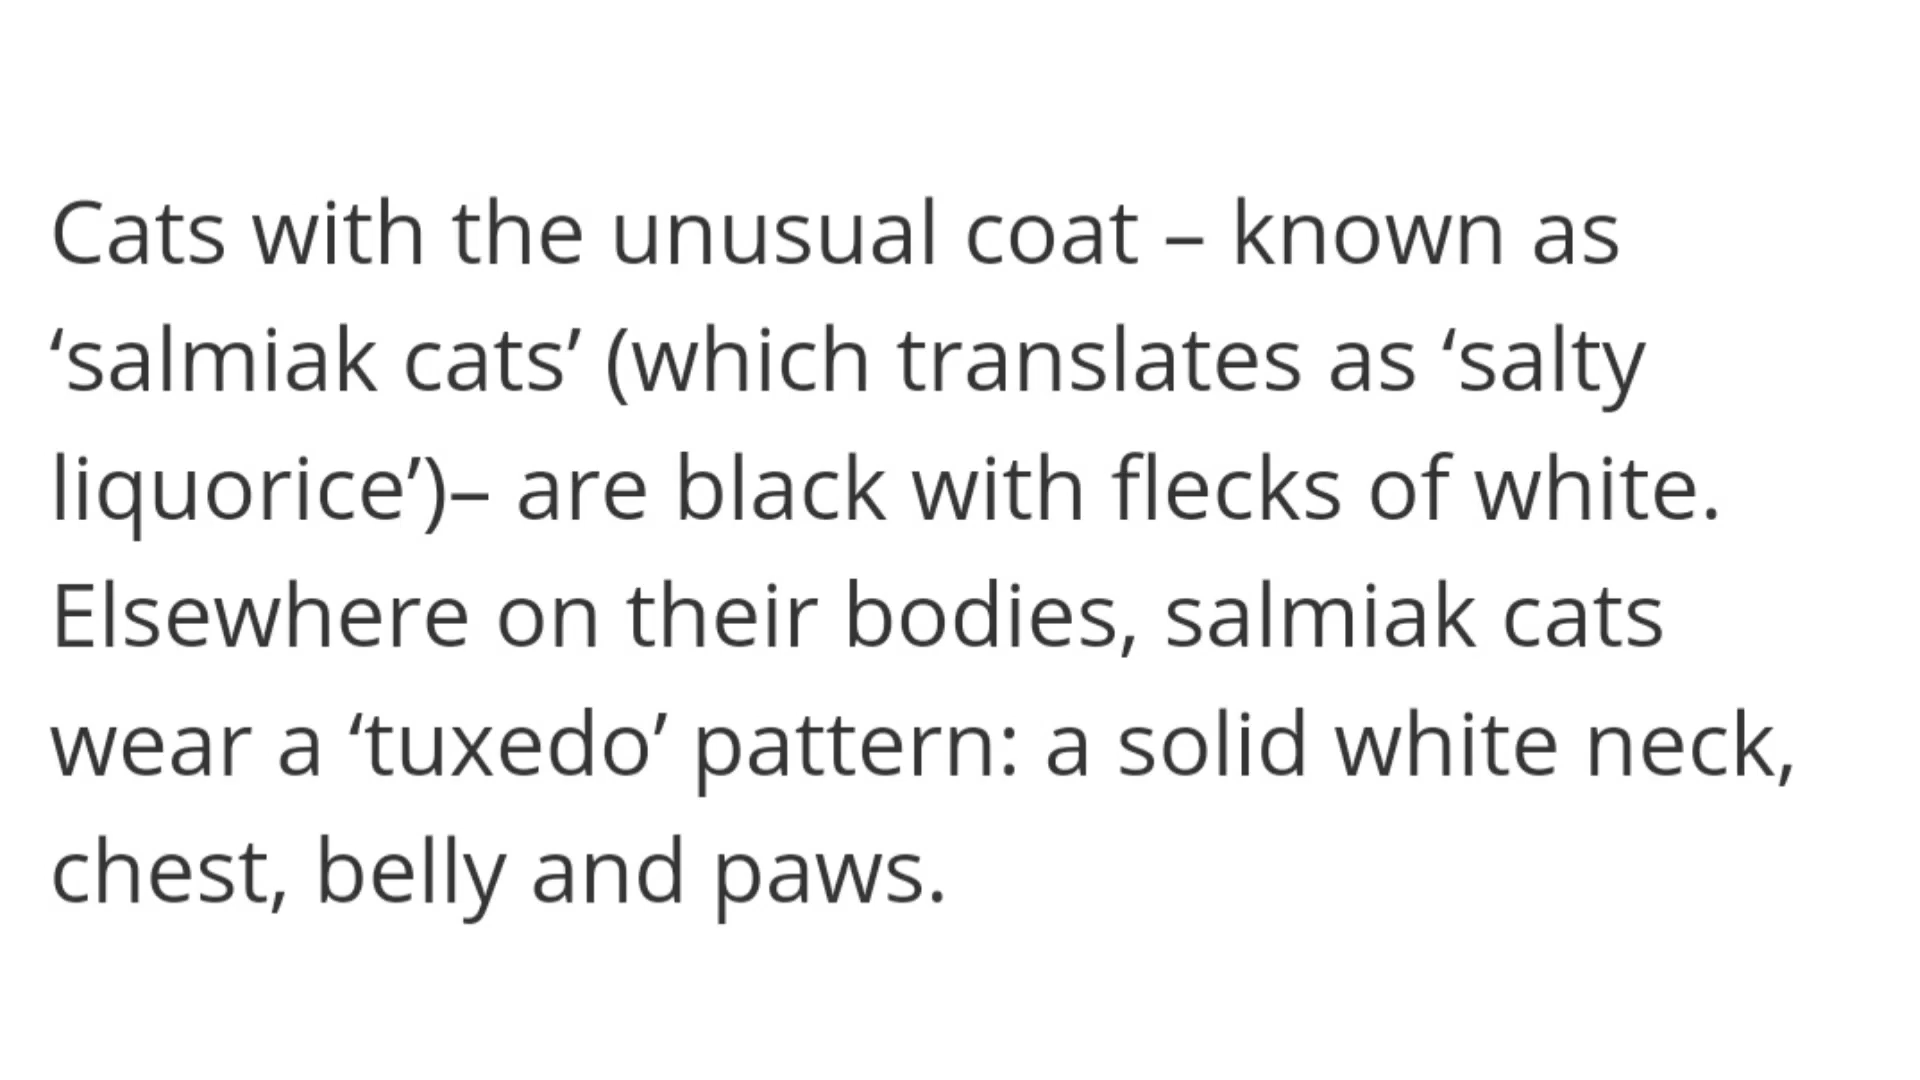 Cats with the unusual coat – known as
‘salmiak cats’ (which translates as ‘salty
liquorice’)– are black with flecks of white.
Elsewhere on their bodies, salmiak cats
wear a ‘tuxedo’ pattern: a solid white neck,
chest, belly and paws.